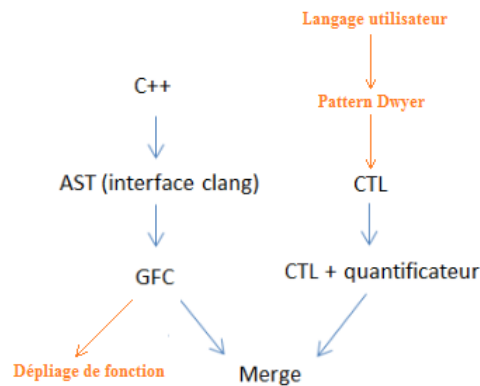 Langage utilisateur
C++
Pattern Dwyer
AST (interface clang)
CTL
GFC
CTL + quantificateur
Dépliage de fonction
Merge